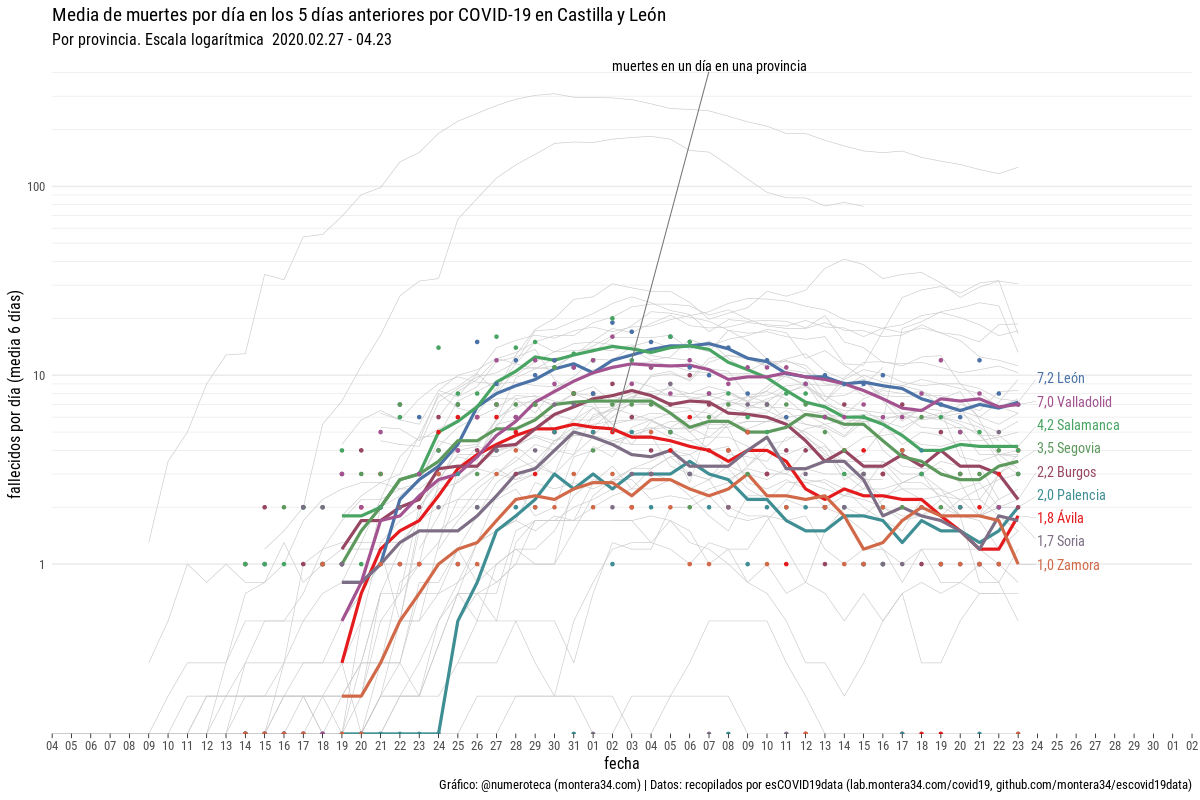 Media de muertes por día en los 5 días anteriores por COVID-19 en Castilla y León
Por provincia. Escala logarítmica  2020.02.27 - 04.23
muertes en un día en una provincia
fallecidos por día (media 6 días)
100
10
1
7,2 León
7,0 Valladolid
4,2 Salamanca
3,5 Segovia
2,2 Burgos
2,0 Palencia
1,8 Ávila
1,7 Soria
1,0 Zamora
04 05 06 07 08 09 10 11 12 13 14 15 16 17 18 19 20 21 22 23 24 25 26 27 28 29 30 31 01 02 03 04 05 06 07 08 09 10 11 12 13 14 15 16 17 18 19 20 21 22 23 24 25 26 27 28 29 30 01 02
fecha
Gráfico: @numeroteca (montera34.com) | Datos: recopilados por esCOVID19data (lab.montera34.com/covid19, github.com/montera34/escovid19data)